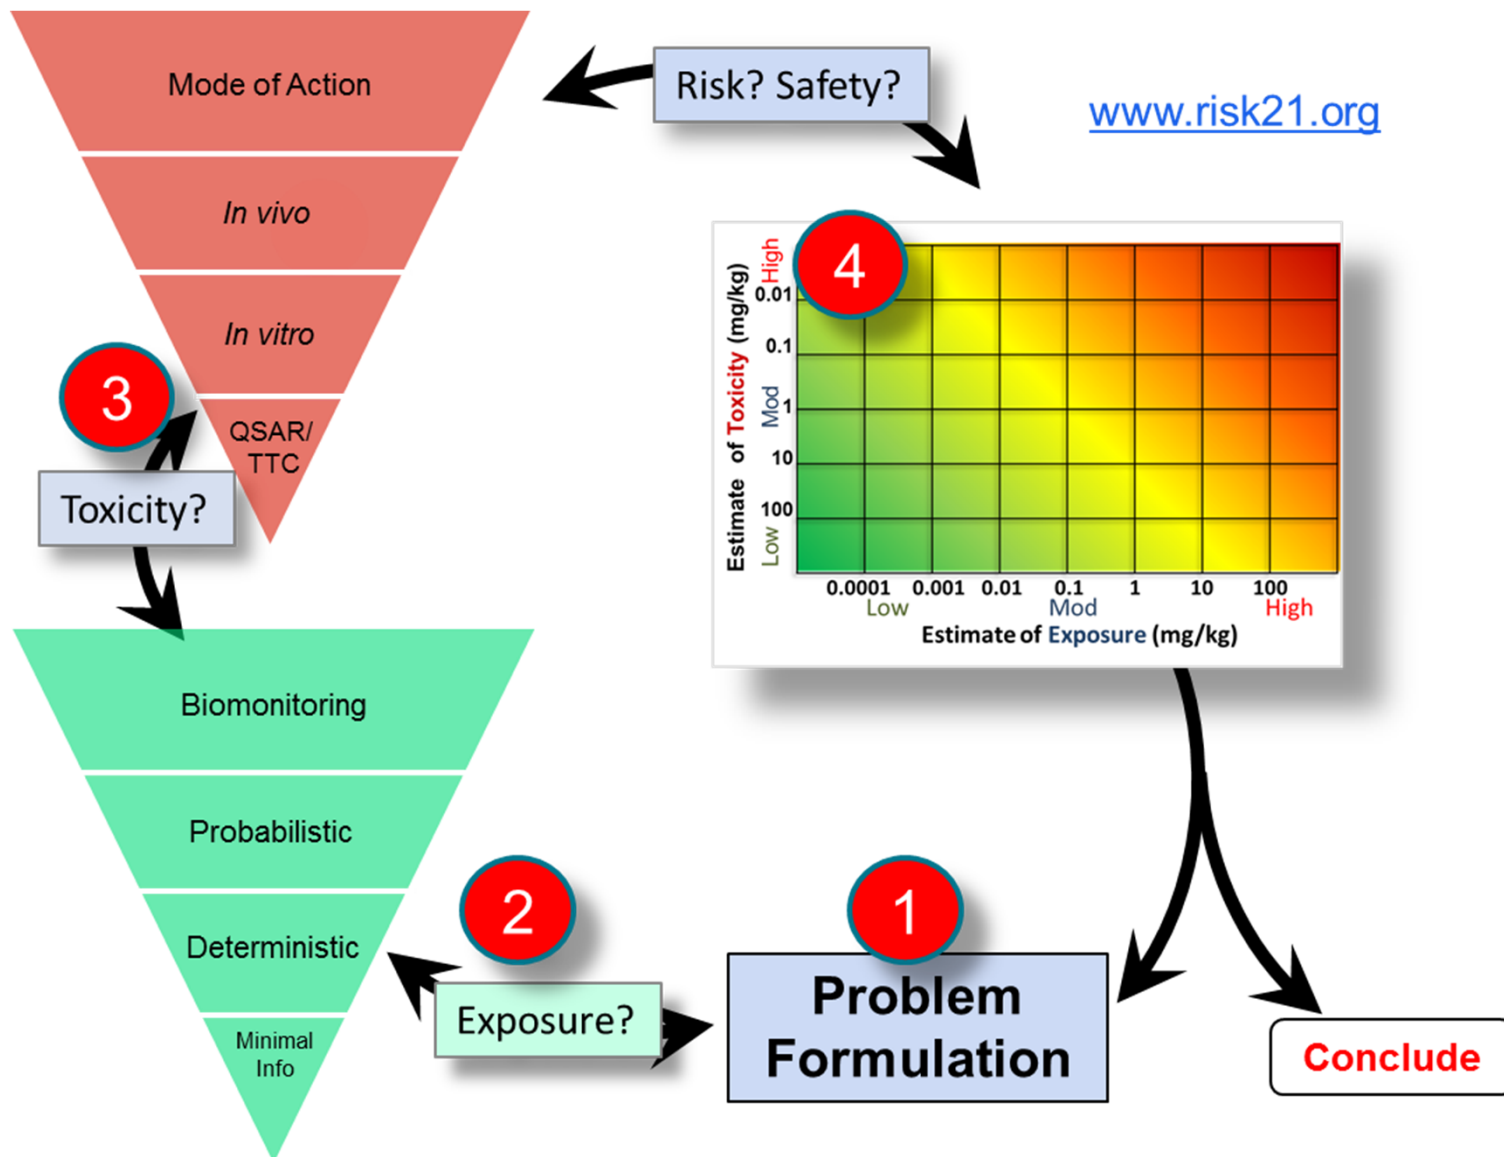 Mode of Action
In vivo
In vitro
QSAR/
TTC
3
Toxicity?
Biomonitoring
Probabilistic
Deterministic
Minimal
Info
2
Exposure?
1
Problem
Formulation
Conclude
Risk? Safety?
www.risk21.org
4
Estimate of Toxicity (mg/kg)
High
Mod
Low
0.01
0.1
1
10
100
0.0001 0.001 0.01 0.1 1 10 100
Low Mod High
Estimate of Exposure (mg/kg)